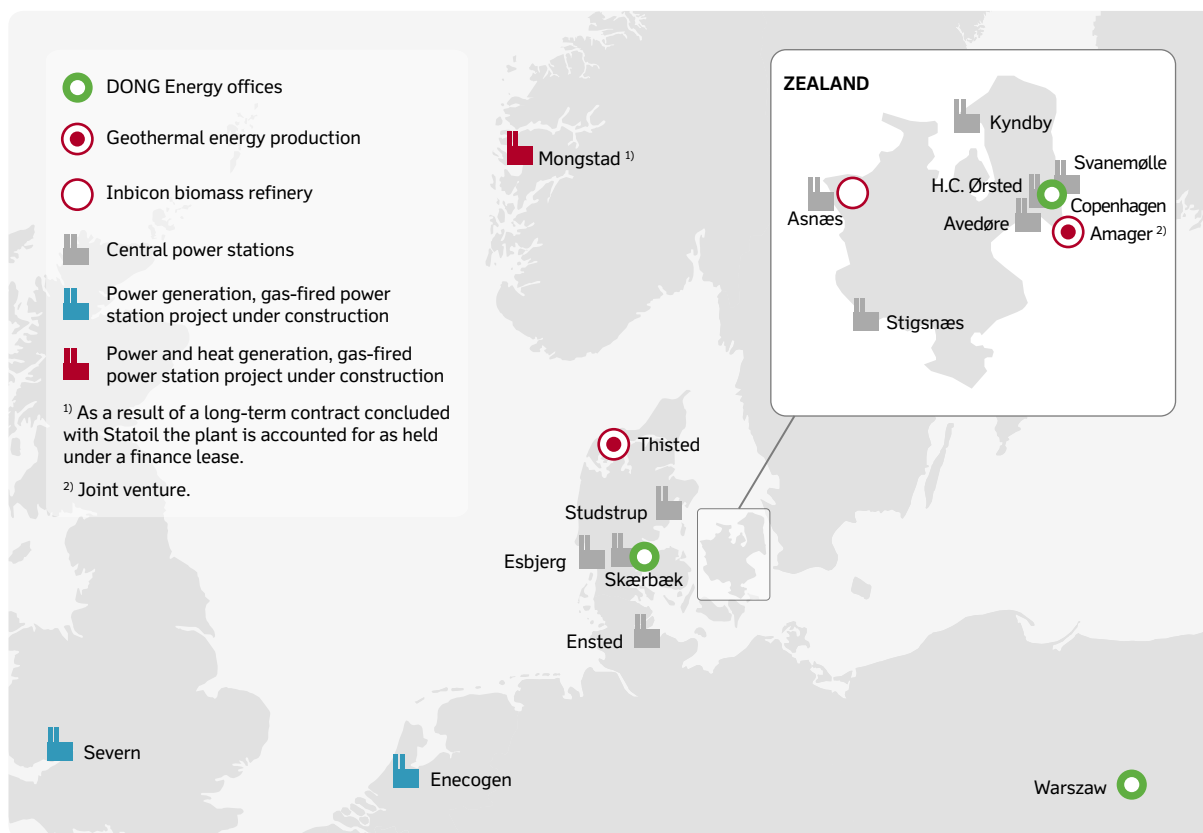 DONG Energy offices
Geothermal energy production
Inbicon biomass refinery
Central power stations
Power generation, gas-fired power
station project under construction
Power and heat generation, gas-fired
power station project under construction
1) As a result of a long-term contract concluded
with Statoil the plant is accounted for as held
under a finance lease.
2) Joint venture.
Mongstad 1)
ZEALAND
Kyndby
Svanemølle
H.C. Ørsted
Copenhagen
Asnæs
Avedøre
Amager 2)
Stigsnæs
Thisted
Studstrup
Esbjerg
Skærbæk
Ensted
Severn
Enecogen
Warszaw